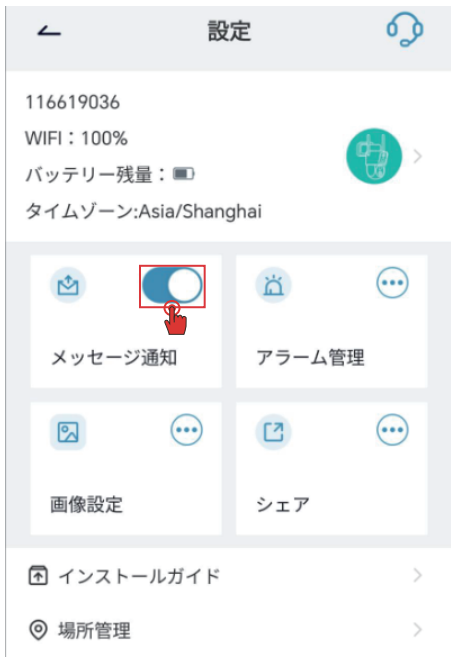 設定
116619036
WIFI：100%
バッテリー残量：
タイムゾーン:Asia/Shanghai
メッセージ通知
アラーム管理
画像設定
シェア
インストールガイド
場所管理